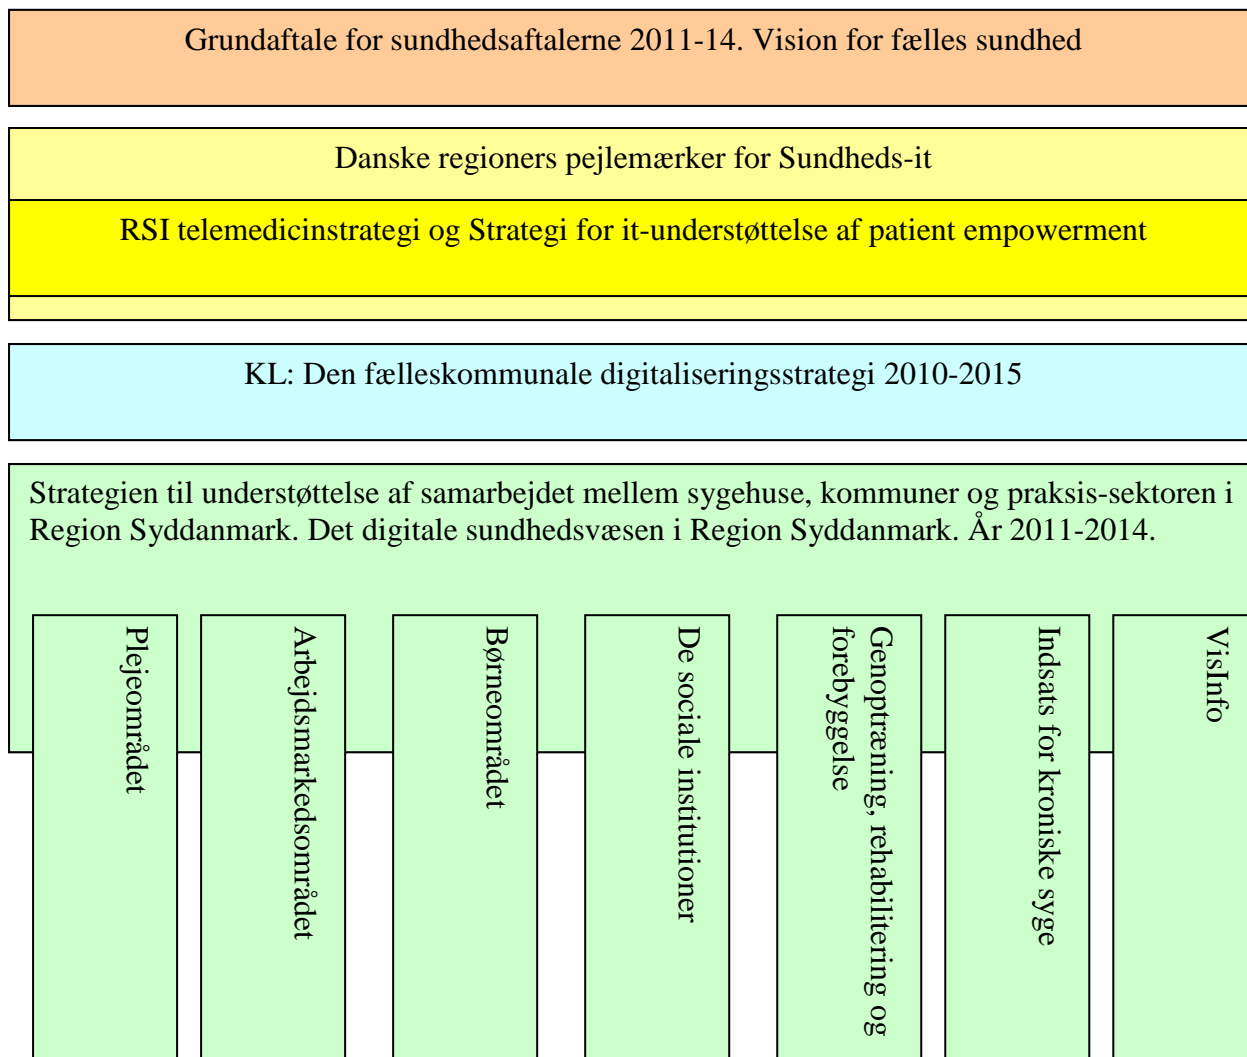 Grundaftale for sundhedsaftalerne 2011-14. Vision for fælles sundhed
Danske regioners pejlemærker for Sundheds-it
RSI telemedicinstrategi og Strategi for it-understøttelse af patient empowerment
KL: Den fælleskommunale digitaliseringsstrategi 2010-2015
Strategien til understøttelse af samarbejdet mellem sygehuse, kommuner og praksis-sektoren i
Region Syddanmark. Det digitale sundhedsvæsen i Region Syddanmark. År 2011-2014.
Plejeområdet
Arbejdsmarkedsområdet
Børneområdet
De sociale institutioner
Genoptræning, rehabilitering og
forebyggelse
Indsats for kroniske syge
VisInfo